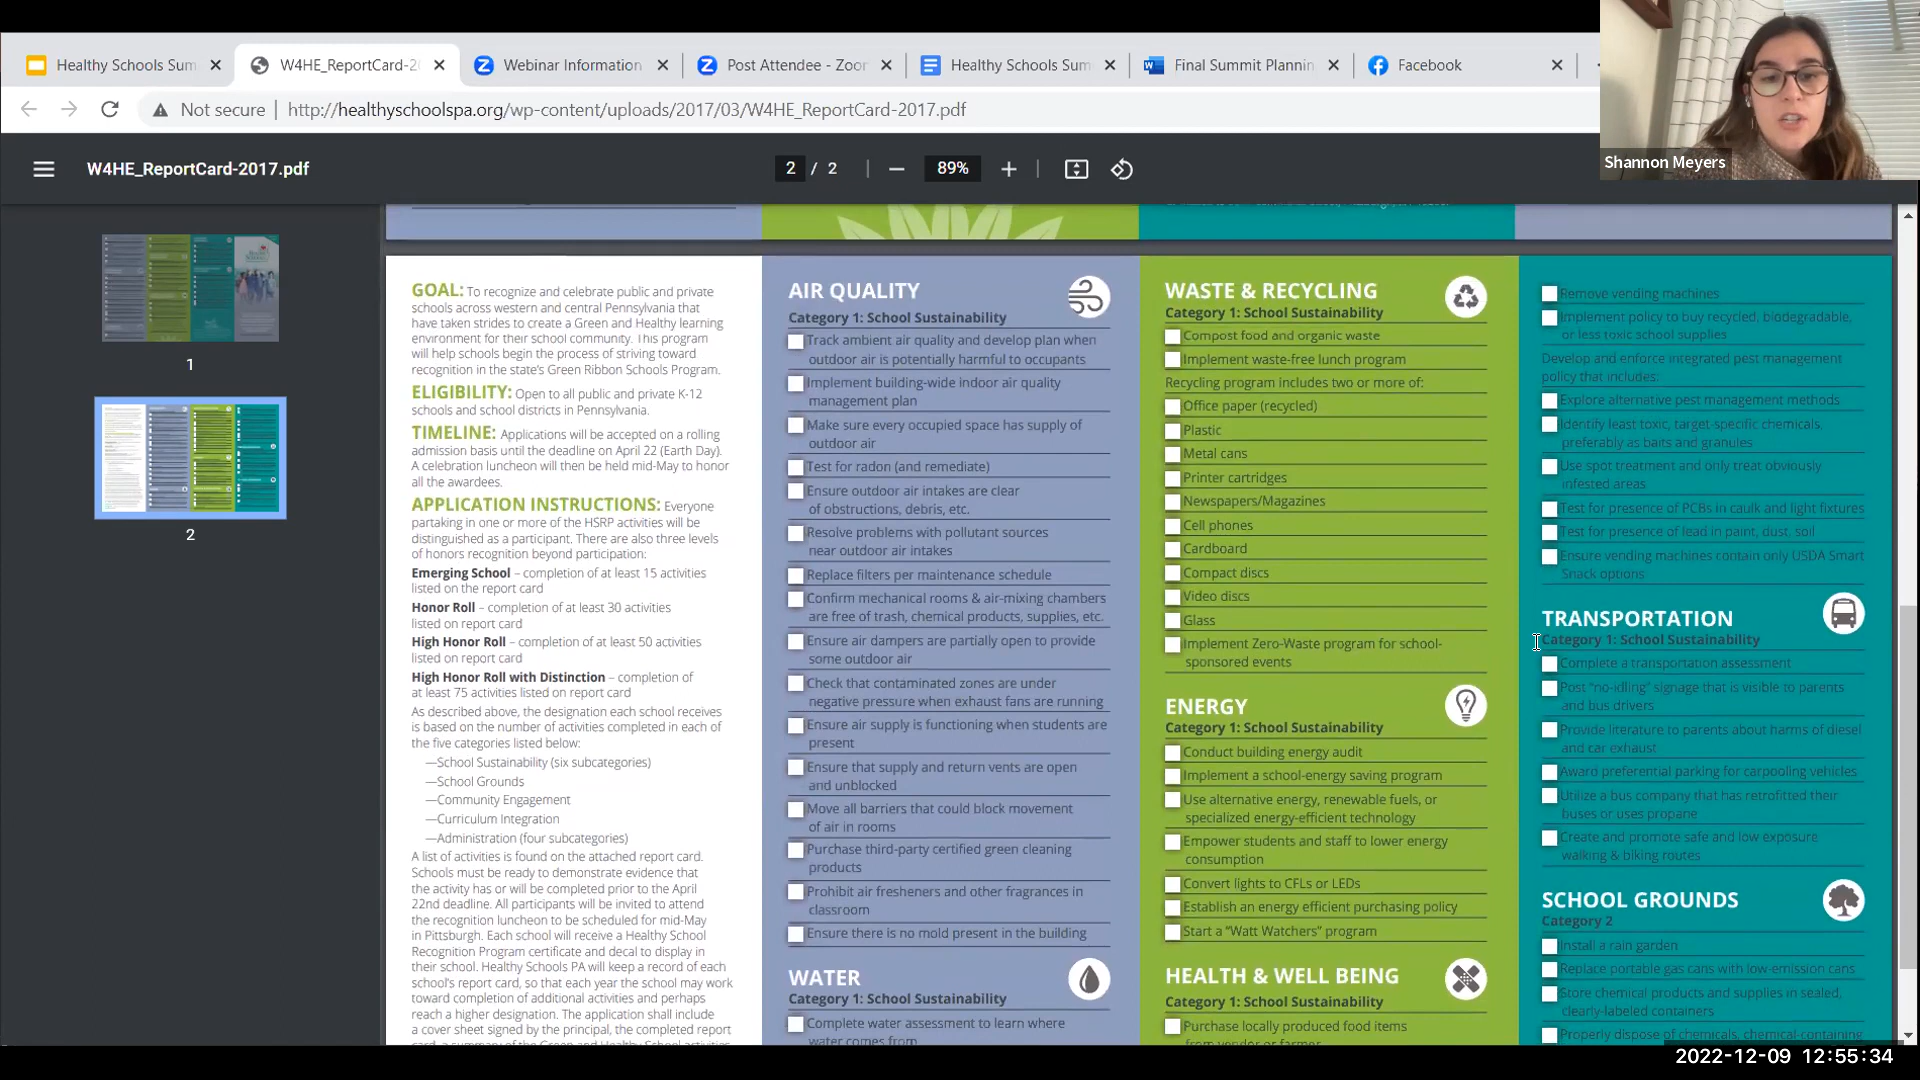 Healthy Schools Sum
W4HE_ReportCard-2
Webinar Information
Post Attendee - Zoor
Healthy Schools Sum
Final Summit Plannin
Facebook
Not secure
http://healthyschoolspa.org/wp-content/uploads/2017/03/W4HE_ReportCard-2017.pdf
Shannon Meyers
W4HE_ReportCard-2017.pdf
2 / 2
89%
1
2
GOAL: To recognize and celebrate public and private
schools across western and central Pennsylvania that
have taken strides to create a Green and Healthy learning
environment for their school community. This program
will help schools begin the process of striving toward
recognition in the state's Green Ribbon Schools Program.
ELIGIBILITY: Open to all public and private K-12
schools and school districts in Pennsylvania.
TIMELINE: Applications will be accepted on a rolling
admission basis until the deadline on April 22 (Earth Day).
A celebration luncheon will then be held mid-May to honor
all the awardees.
APPLICATION INSTRUCTIONS: Everyone
partaking in one or more of the HSRP activities will be
distinguished as a participant. There are also three levels
of honors recognition beyond participation:
Emerging School – completion of at least 15 activities
listed on the report card
Honor Roll – completion of at least 30 activities
listed on report card
High Honor Roll – completion of at least 50 activities
listed on report card
High Honor Roll with Distinction – completion of
at least 75 activities listed on report card
As described above, the designation each school receives
is based on the number of activities completed in each of
the five categories listed below:
—School Sustainability (six subcategories)
—School Grounds
—Community Engagement
—Curriculum Integration
—Administration (four subcategories)
A list of activities is found on the attached report card.
Schools must be ready to demonstrate evidence that
the activity has or will be completed prior to the April
22nd deadline. All participants will be invited to attend
the recognition luncheon to be scheduled for mid-May
in Pittsburgh. Each school will receive a Healthy School
Recognition Program certificate and decal to display in
their school. Healthy Schools PA will keep a record of each
school's report card, so that each year the school may work
toward completion of additional activities and perhaps
reach a higher designation. The application shall include
a cover sheet signed by the principal, the completed report
card, a summary of the Green and Healthy School activities
AIR QUALITY
Category 1: School Sustainability
Track ambient air quality and develop plan when
outdoor air is potentially harmful to occupants
Implement building-wide indoor air quality
management plan
Make sure every occupied space has supply of
outdoor air
Test for radon (and remediate)
Ensure outdoor air intakes are clear
of obstructions, debris, etc.
Resolve problems with pollutant sources
near outdoor air intakes
Replace filters per maintenance schedule
Confirm mechanical rooms & air-mixing chambers
are free of trash, chemical products, supplies, etc.
Ensure air dampers are partially open to provide
some outdoor air
Check that contaminated zones are under
negative pressure when exhaust fans are running
Ensure air supply is functioning when students are
present
Ensure that supply and return vents are open
and unblocked
Move all barriers that could block movement
of air in rooms
Purchase third-party certified green cleaning
products
Prohibit air fresheners and other fragrances in
classroom
Ensure there is no mold present in the building
WATER
Category 1: School Sustainability
Complete water assessment to learn where
water comes from
WASTE & RECYCLING
Category 1: School Sustainability
Compost food and organic waste
Implement waste-free lunch program
Recycling program includes two or more of:
Office paper (recycled)
Plastic
Metal cans
Printer cartridges
Newspapers/Magazines
Cell phones
Cardboard
Compact discs
Video discs
Glass
Implement Zero-Waste program for school-
sponsored events
ENERGY
Category 1: School Sustainability
Conduct building energy audit
Implement a school-energy saving program
Use alternative energy, renewable fuels, or
specialized energy-efficient technology
Empower students and staff to lower energy
consumption
Convert lights to CFLs or LEDs
Establish an energy efficient purchasing policy
Start a “Watt Watchers” program
HEALTH & WELL BEING
Category 1: School Sustainability
Purchase locally produced food items
from vendor or farmer
Remove vending machines
Implement policy to buy recycled, biodegradable,
or less toxic school supplies
Develop and enforce integrated pest management
policy that includes:
Explore alternative pest management methods
Identify least toxic, target-specific chemicals,
preferably as baits and granules
Use spot treatment and only treat obviously
infested areas
Test for presence of PCBs in caulk and light fixtures
Test for presence of lead in paint, dust, soil
Ensure vending machines contain only USDA Smart
Snack options
TRANSPORTATION
Category 1: School Sustainability
Complete a transportation assessment
Post “no-idling” signage that is visible to parents
and bus drivers
Provide literature to parents about harms of diesel
and car exhaust
Award preferential parking for carpooling vehicles
Utilize a bus company that has retrofitted their
buses or uses propane
Create and promote safe and low exposure
walking & biking routes
SCHOOL GROUNDS
Category 2
Install a rain garden
Replace portable gas cans with low-emission cans
Store chemical products and supplies in sealed,
clearly-labeled containers
Properly dispose of chemicals, chemical-containing
2022-12-09 12:55:34